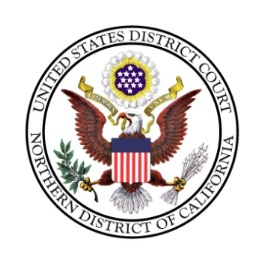 UNITED STATES DISTRICT COURT
NORTHERN DISTRICT OF CALIFORNIA